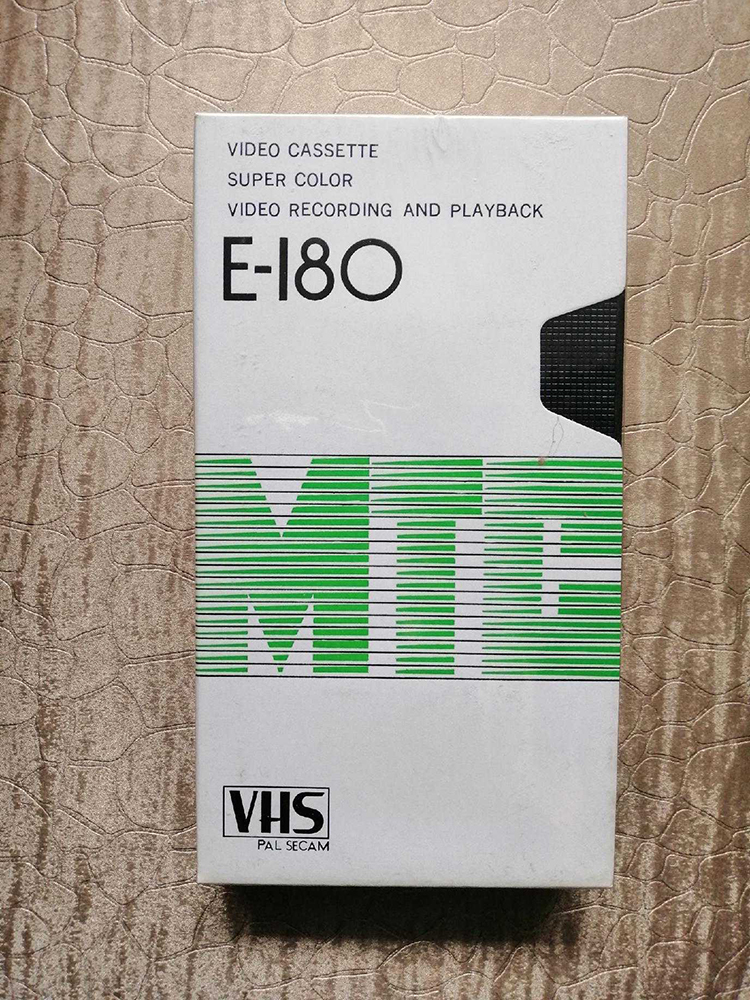 VIDEO CASSETTE
SUPER COLOR
VIDEO RECORDING AND PLAYBACK
E-180
MTC
VHS
PAL SECAM